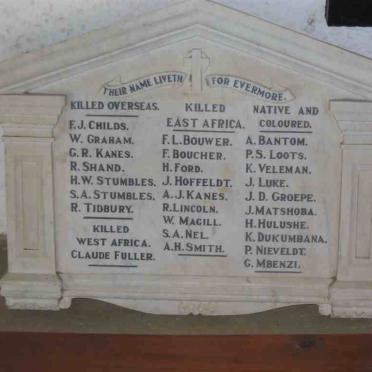 THEIR NAME LIVETH FOR EVERMORE.
KILLED OVERSEAS.
F.J. CHILDS.
W. GRAHAM.
G.R. KANES.
R. SHAND.
H.W. STUMBLES.
S.A. STUMBLES.
R. TIDBURY.
KILLED
WEST AFRICA.
CLAUDE FULLER.
KILLED
EAST AFRICA.
F.L. BOUWER.
F. BOUCHER.
H. FORD.
J. HOFFELDT.
A.J. KANES.
R. LINCOLN.
W. MAGILL.
S.A. NEL.
A.H. SMITH.
NATIVE AND
COLOURED.
A. BANTOM.
P.S. LOOTS.
K. VELEMAN.
J. LUKE.
J.D. GROEPE.
J. MATSHOBA.
H. HULUSHE.
K. DUKUMBANA.
P. NIEVELDT.
G. MBENZI.